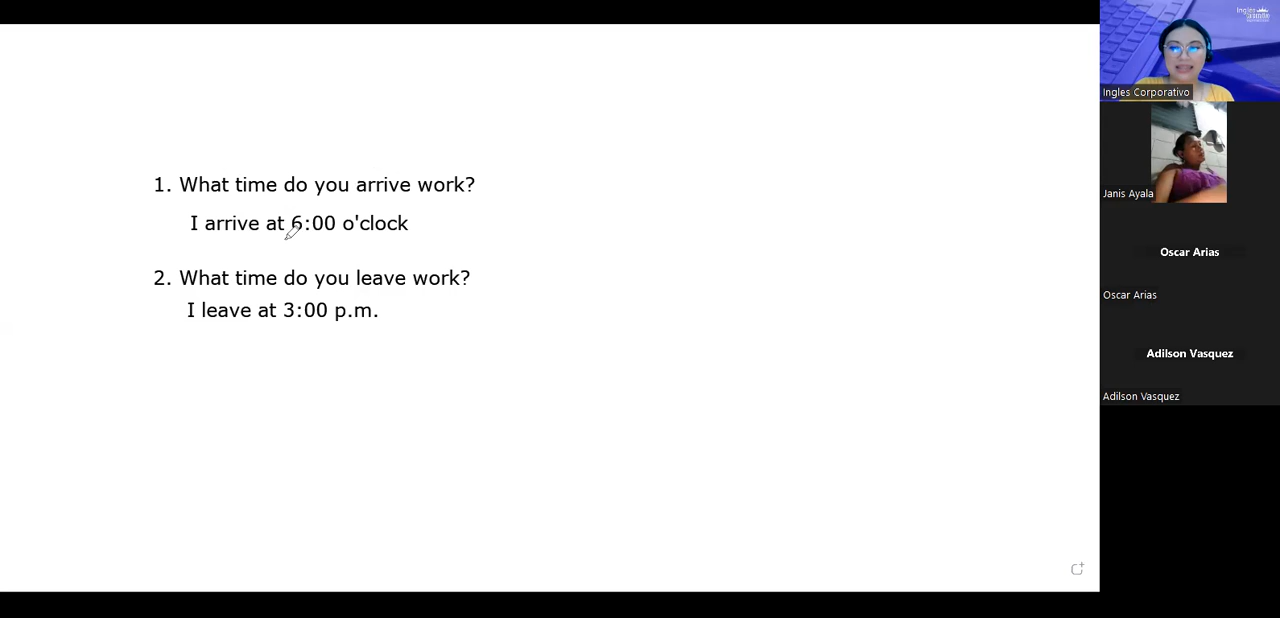 1. What time do you arrive work?
I arrive at 6:00 o'clock
2. What time do you leave work?
I leave at 3:00 p.m.
Ingles
Ingles Corporativo
Janis Ayala
Oscar Arias
Oscar Arias
Adilson Vasquez
Adilson Vasquez